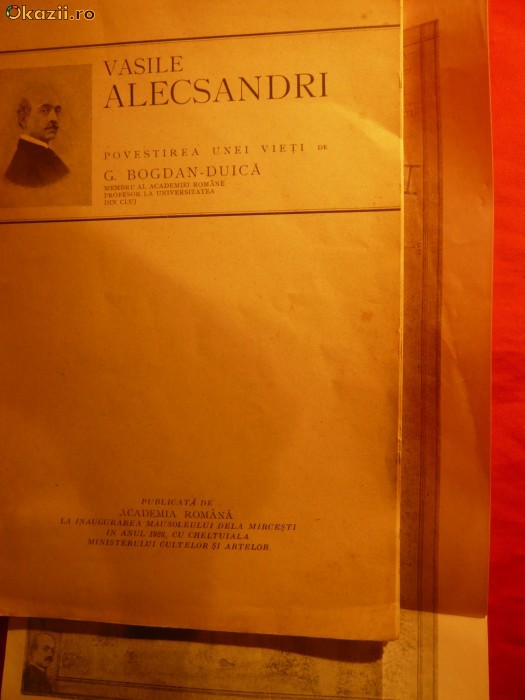 Okazii.ro
VASILE
ALECSANDRI
POVESTIREA UNEI VIEȚI DE
G. BOGDAN-DUICĂ
MEMBRU AL ACADEMIEI ROMÂNE
PROFESOR LA UNIVERSITATEA
DIN CLUJ
PUBLICATĂ DE
ACADEMIA ROMÂNĂ
LA INAUGURAREA MAUSOLEULUI DELA MIRCEȘTI
IN ANUL 1928, CU CHELTUIALA
MINISTERULUI CULTELOR ȘI ARTELOR